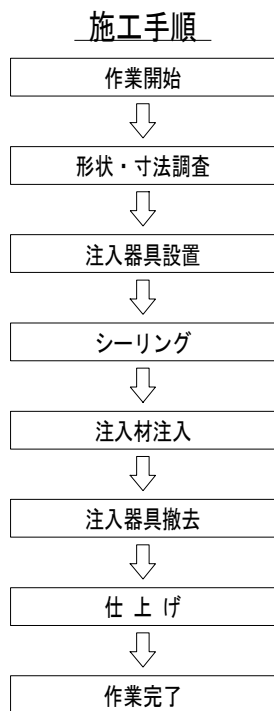 施工手順
作業開始
形状・寸法調査
注入器具設置
シーリング
注入材注入
注入器具撤去
仕 上 げ
作業完了